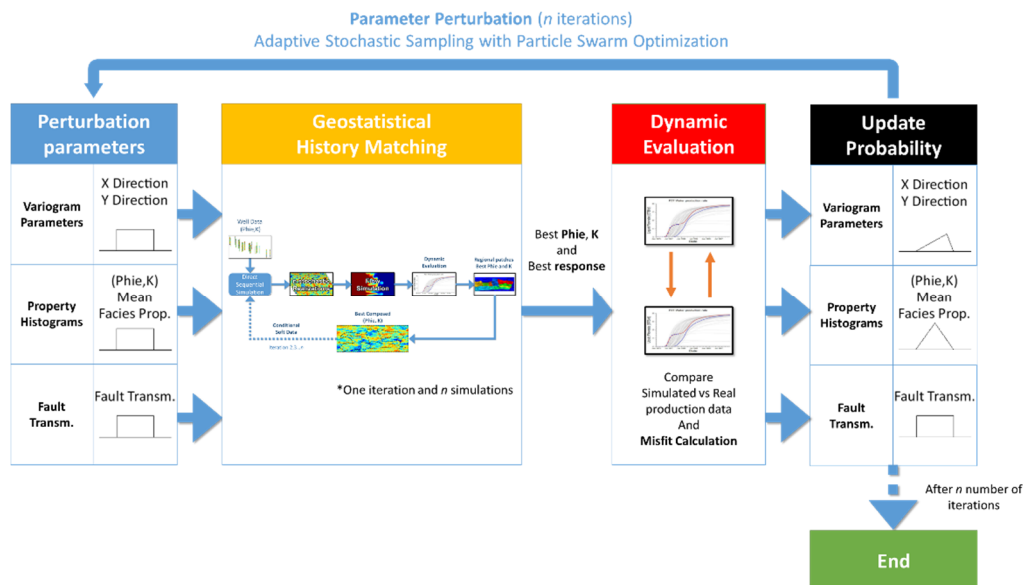 Parameter Perturbation (n iterations)
Adaptive Stochastic Sampling with Particle Swarm Optimization
Perturbation
parameters
Variogram
Parameters
X Direction
Y Direction
Property
Histograms
(Phie,K)
Mean
Facies Prop.
Fault
Transm.
Fault Transm.
Geostatistical
History Matching
Well Data
(Phie,K)
Direct
Sequential
Simulation
Simulation
Dynamic
Evaluation
Regional patches
Best Phie and K
Best Composed
(Phie, K)
Conditional
Soft Data
*One iteration and n simulations
Best Phie, K
and
Best response
Dynamic
Evaluation
Compare
Simulated vs Real
production data
And
Misfit Calculation
Update
Probability
Variogram
Parameters
X Direction
Y Direction
Property
Histograms
(Phie,K)
Mean
Facies Prop.
Fault
Transm.
Fault Transm.
After n number of
iterations
End